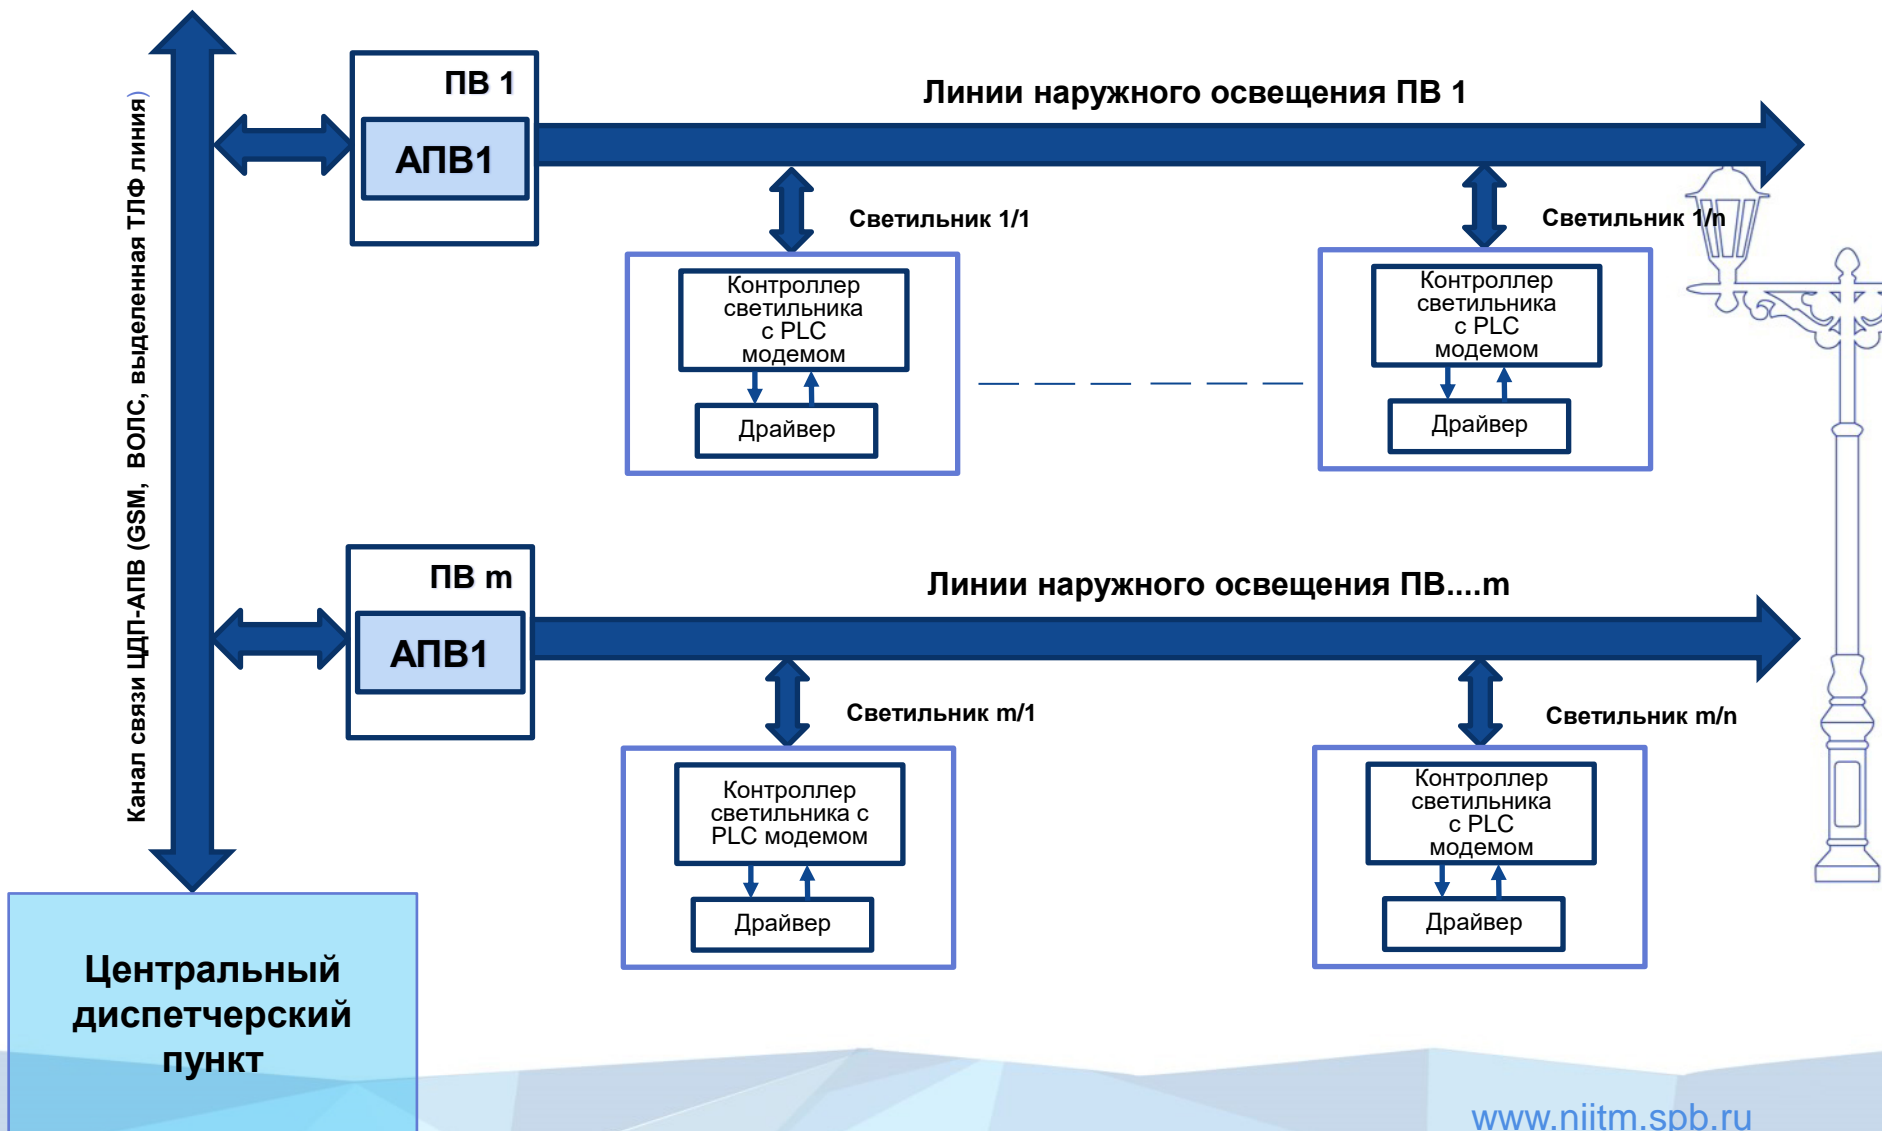 Канал связи ЦДП-АПВ (GSM, ВОЛС, выделенная ТЛФ линия)
ПВ 1
АПВ1
Линии наружного освещения ПВ 1
Светильник 1/1
Контроллер
светильника
с PLC
модемом
Драйвер
Светильник 1/n
Контроллер
светильника
с PLC
модемом
Драйвер
ПВ m
АПВ1
Линии наружного освещения ПВ....m
Светильник m/1
Контроллер
светильника с
PLC модемом
Драйвер
Светильник m/n
Контроллер
светильника
с PLC
модемом
Драйвер
Центральный
диспетчерский
пункт
www.niitm.spb.ru